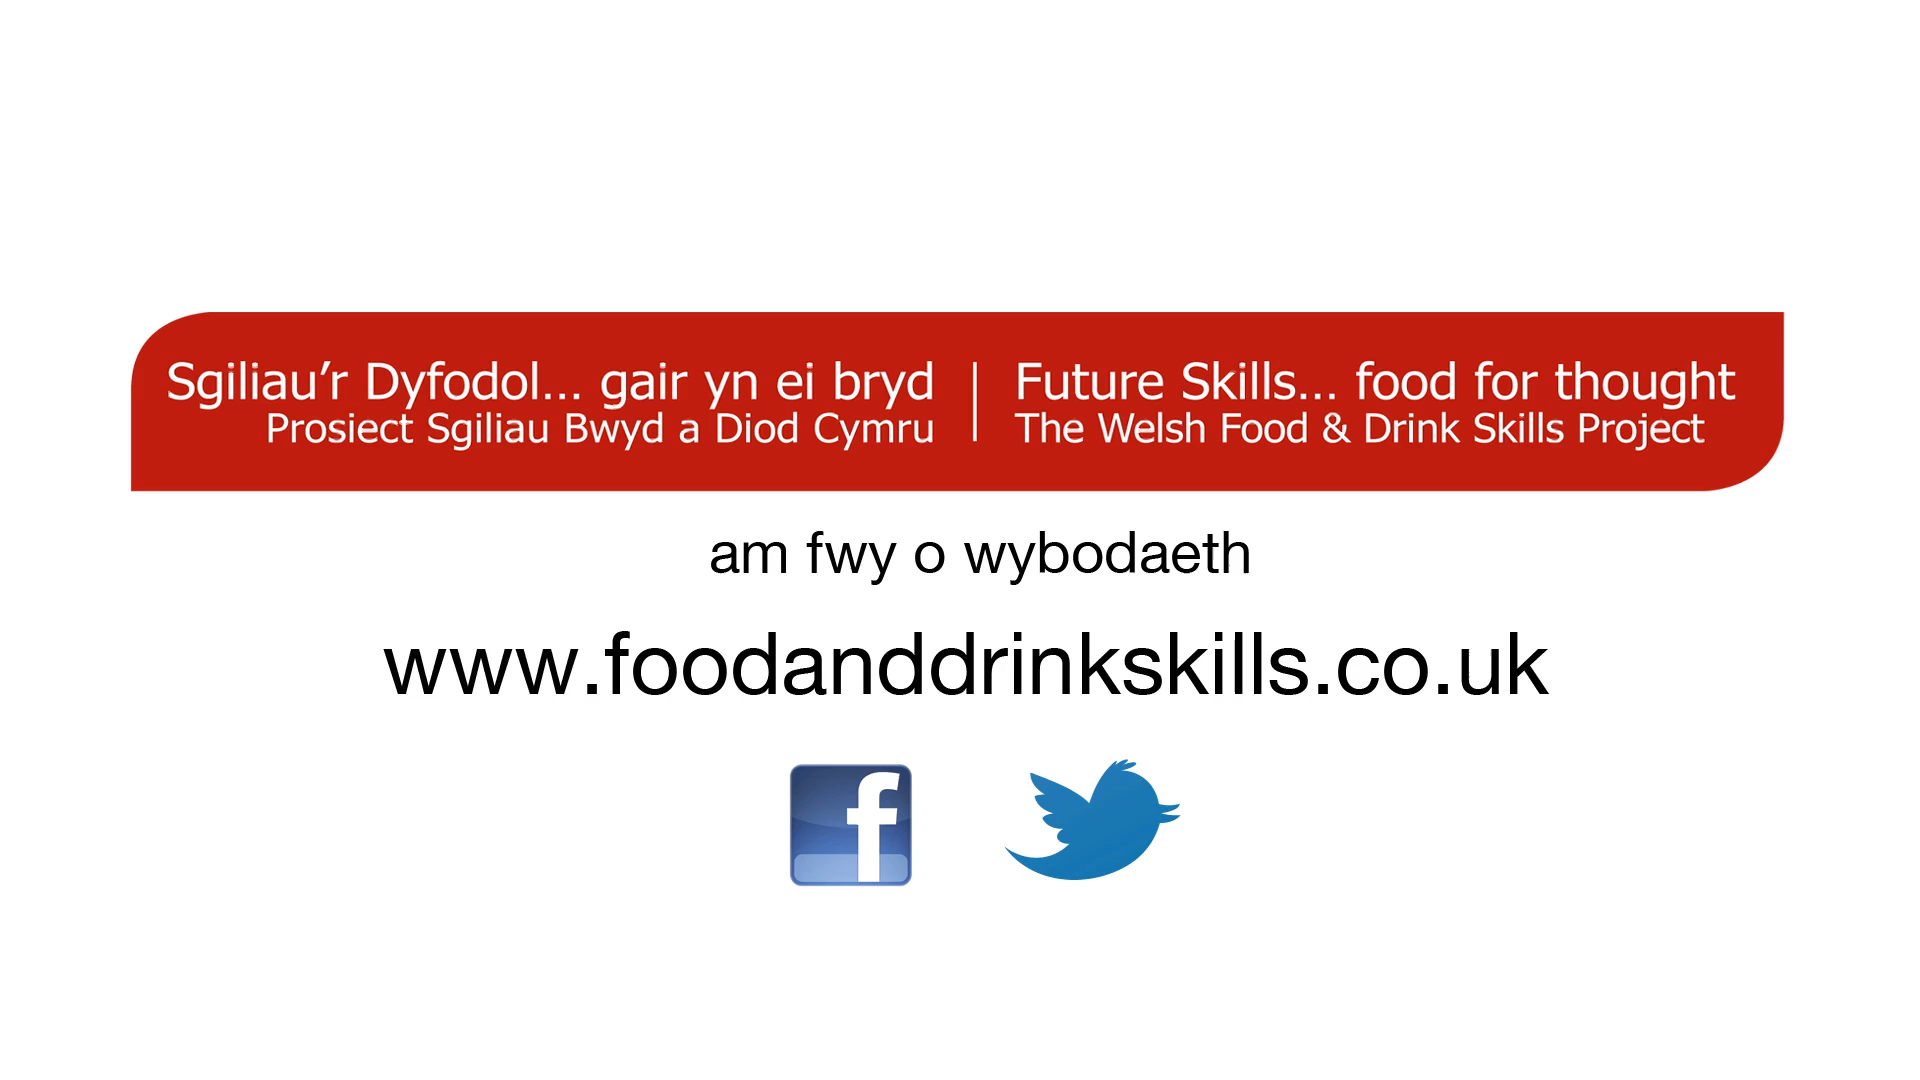 Sgiliau’r Dyfodol... gair yn ei bryd
Prosiect Sgiliau Bwyd a Diod Cymru
Future Skills... food for thought
The Welsh Food & Drink Skills Project
am fwy o wybodaeth
www.foodanddrinkskills.co.uk